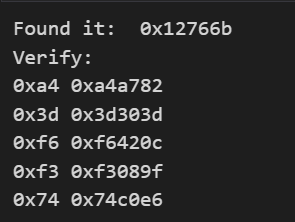 Found it:  0x12766b
Verify:
0xa4 0xa4a782
0x3d 0x3d303d
0xf6 0xf6420c
0xf3 0xf3089f
0x74 0x74c0e6